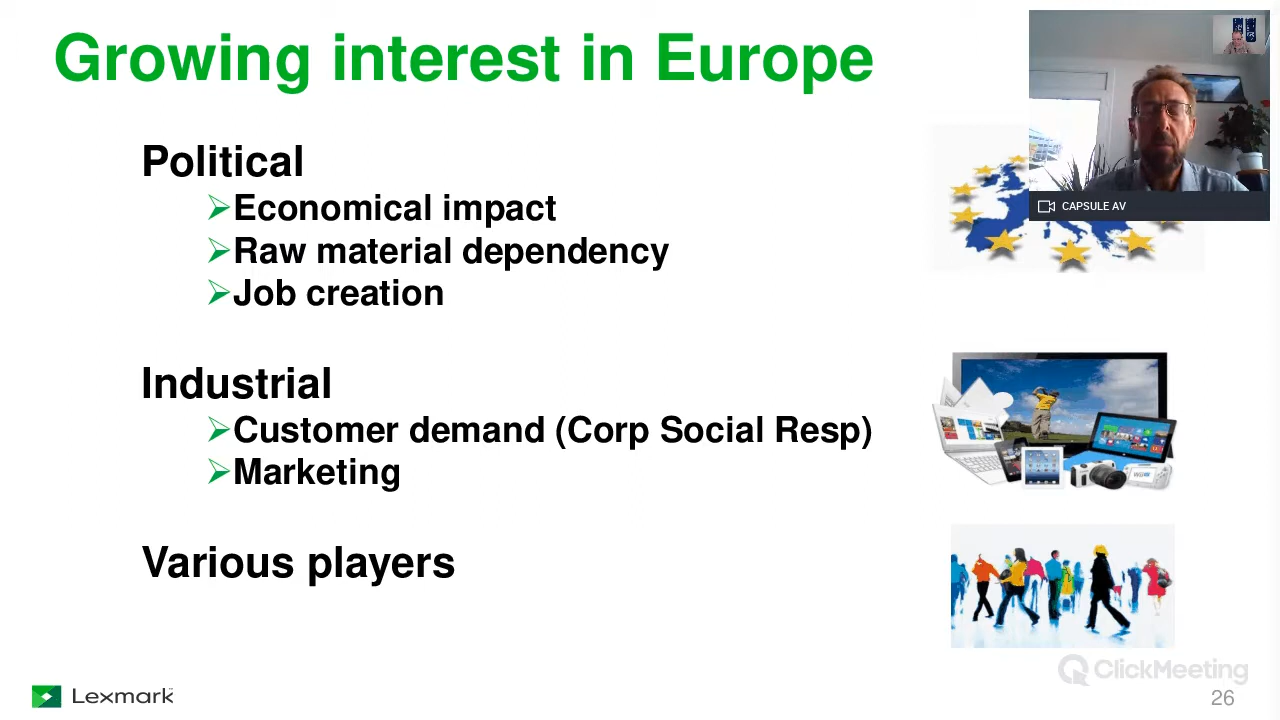 Growing interest in Europe
CAPSULE AV
Political
➢Economical impact
➢Raw material dependency
➢Job creation
Industrial
➢Customer demand (Corp Social Resp)
➢Marketing
Various players
Lexmark™
ClickMeeting
26